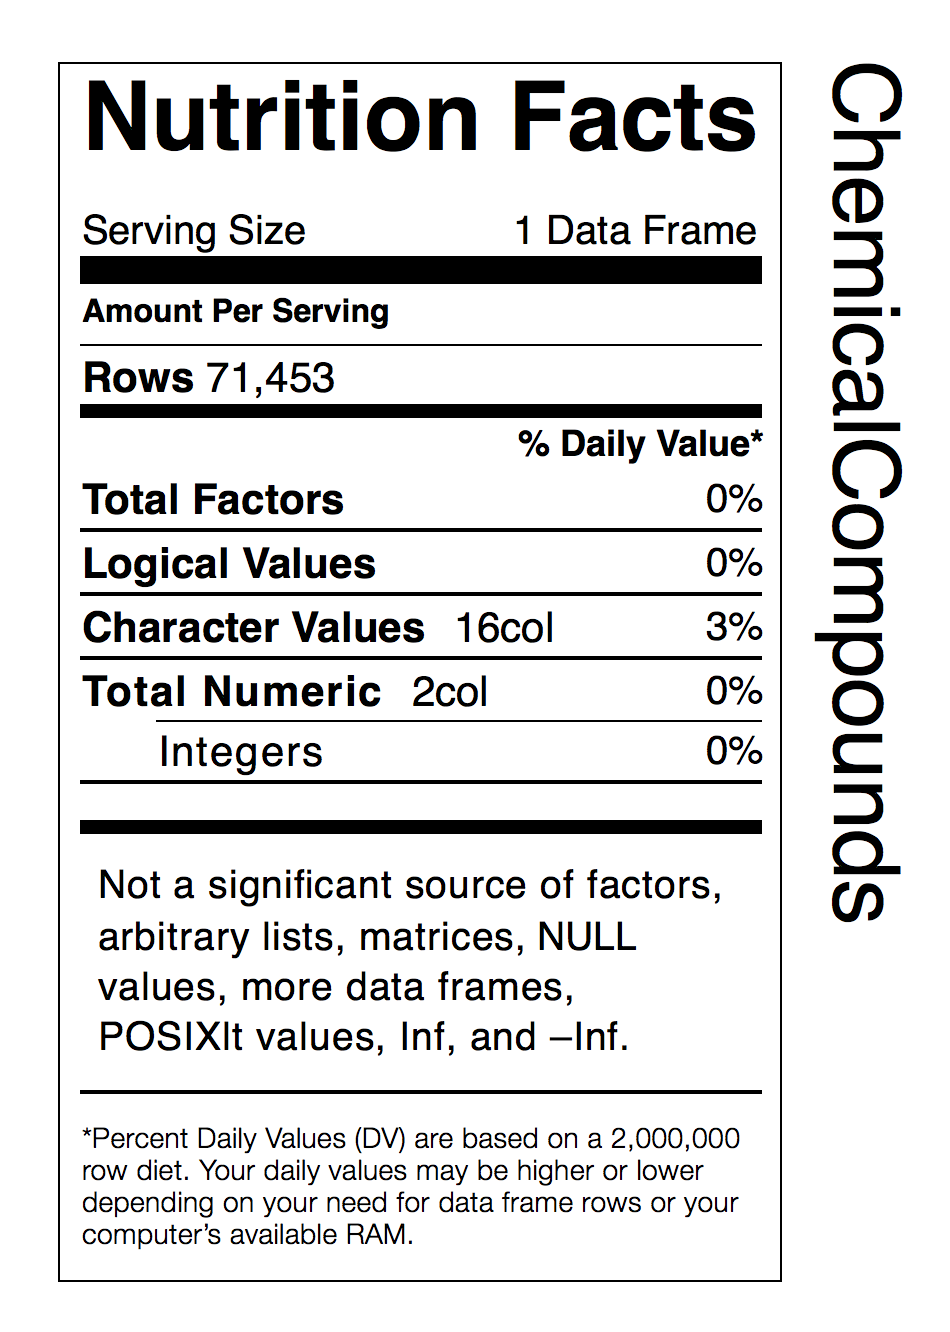 Nutrition Facts
Serving Size 1 Data Frame
Amount Per Serving
Rows 71,453
% Daily Value*
Total Factors 0%
Logical Values 0%
Character Values 16col 3%
Total Numeric 2col 0%
Integers 0%
Not a significant source of factors,
arbitrary lists, matrices, NULL
values, more data frames,
POSIXlt values, Inf, and –Inf.
*Percent Daily Values (DV) are based on a 2,000,000
row diet. Your daily values may be higher or lower
depending on your need for data frame rows or your
computer’s available RAM.
ChemicalCompounds